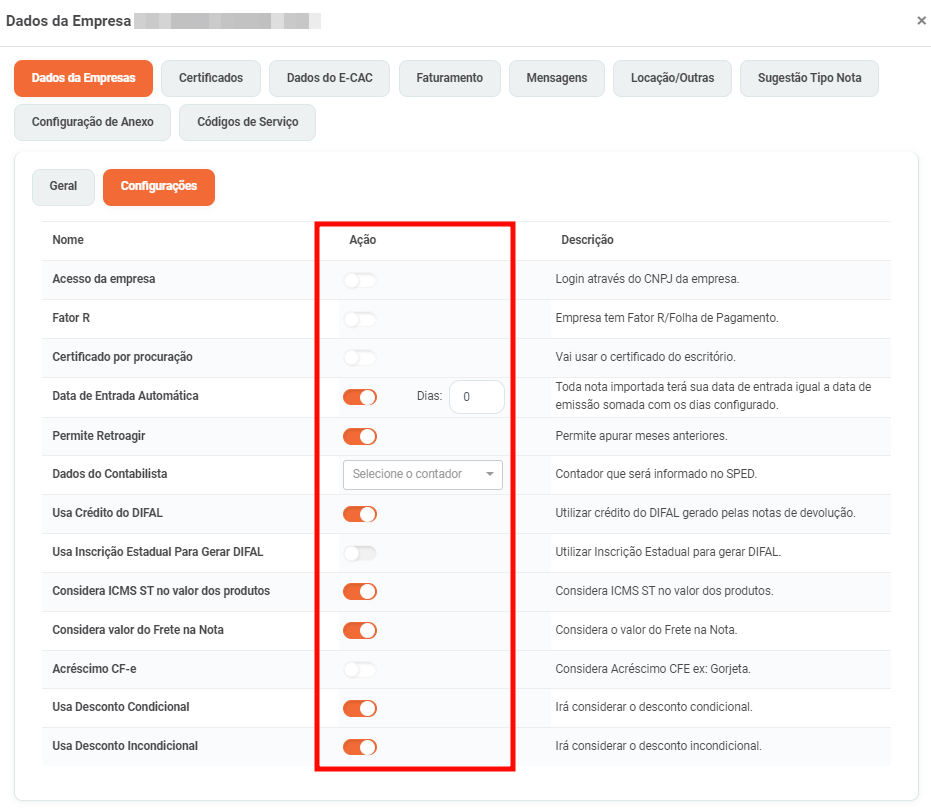 Dados da Empresa
×
Dados da Empresas
Certificados
Dados do E-CAC
Faturamento
Mensagens
Locação/Outras
Sugestão Tipo Nota
Configuração de Anexo
Códigos de Serviço
Geral
Configurações
Nome
Ação
Descrição
Acesso da empresa
Login através do CNPJ da empresa.
Fator R
Empresa tem Fator R/Folha de Pagamento.
Certificado por procuração
Vai usar o certificado do escritório.
Data de Entrada Automática
Dias:
0
Toda nota importada terá sua data de entrada igual a data de
emissão somada com os dias configurado.
Permite Retroagir
Permite apurar meses anteriores.
Dados do Contabilista
Selecione o contador
Contador que será informado no SPED.
Usa Crédito do DIFAL
Utilizar crédito do DIFAL gerado pelas notas de devolução.
Usa Inscrição Estadual Para Gerar DIFAL
Utilizar Inscrição Estadual para gerar DIFAL.
Considera ICMS ST no valor dos produtos
Considera ICMS ST no valor dos produtos.
Considera valor do Frete na Nota
Considera o valor do Frete na Nota.
Acréscimo CF-e
Considera Acréscimo CFE ex: Gorjeta.
Usa Desconto Condicional
Irá considerar o desconto condicional.
Usa Desconto Incondicional
Irá considerar o desconto incondicional.